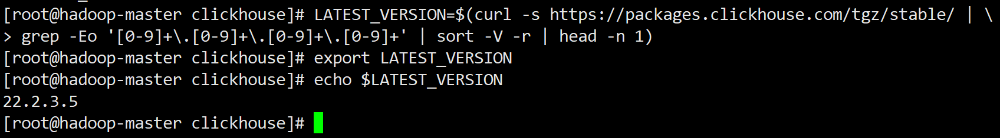 [root@hadoop-master clickhouse]# LATEST_VERSION=$(curl -s https://packages.clickhouse.com/tgz/stable/ | \
> grep -Eo '[0-9]+\.[0-9]+\.[0-9]+\.[0-9]+' | sort -V -r | head -n 1)
[root@hadoop-master clickhouse]# export LATEST_VERSION
[root@hadoop-master clickhouse]# echo $LATEST_VERSION
22.2.3.5
[root@hadoop-master clickhouse]#